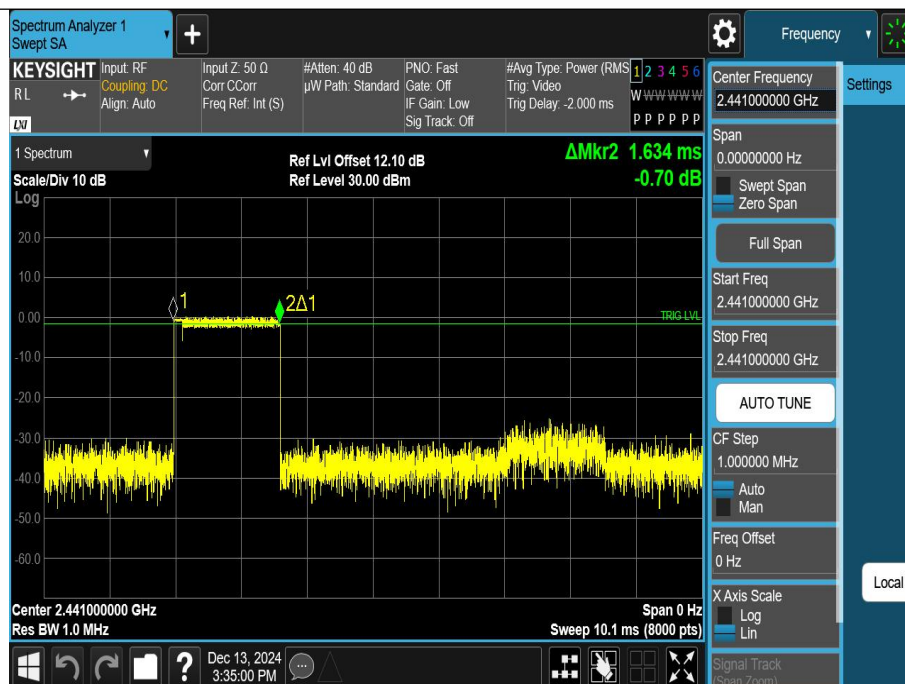 Spectrum Analyzer 1
Swept SA
Frequency
KEYSIGHT
RL
LXI
Input: RF
Coupling: DC
Align: Auto
Input Z: 50 Ω
Corr CCorr
Freq Ref: Int (S)
#Atten: 40 dB
µW Path: Standard
PNO: Fast
Gate: Off
IF Gain: Low
Sig Track: Off
#Avg Type: Power (RMS
Trig: Video
Trig Delay: -2.000 ms
1 2 3 4 5 6
W W W W W W
P P P P P P
1 Spectrum
Scale/Div 10 dB
Ref Lvl Offset 12.10 dB
Ref Level 30.00 dBm
ΔMkr2 1.634 ms
-0.70 dB
Log
20.0
10.0
0.00
-10.0
-20.0
-30.0
-40.0
-50.0
-60.0
1
2Δ1
TRIG LVL
Center 2.441000000 GHz
Res BW 1.0 MHz
Span 0 Hz
Sweep 10.1 ms (8000 pts)
Dec 13, 2024
3:35:00 PM
Center Frequency
2.441000000 GHz
Span
0.00000000 Hz
Swept Span
Zero Span
Full Span
Start Freq
2.441000000 GHz
Stop Freq
2.441000000 GHz
AUTO TUNE
CF Step
1.000000 MHz
Auto
Man
Freq Offset
0 Hz
X Axis Scale
Log
Lin
Signal Track
(Span Zoom)
Settings
Local